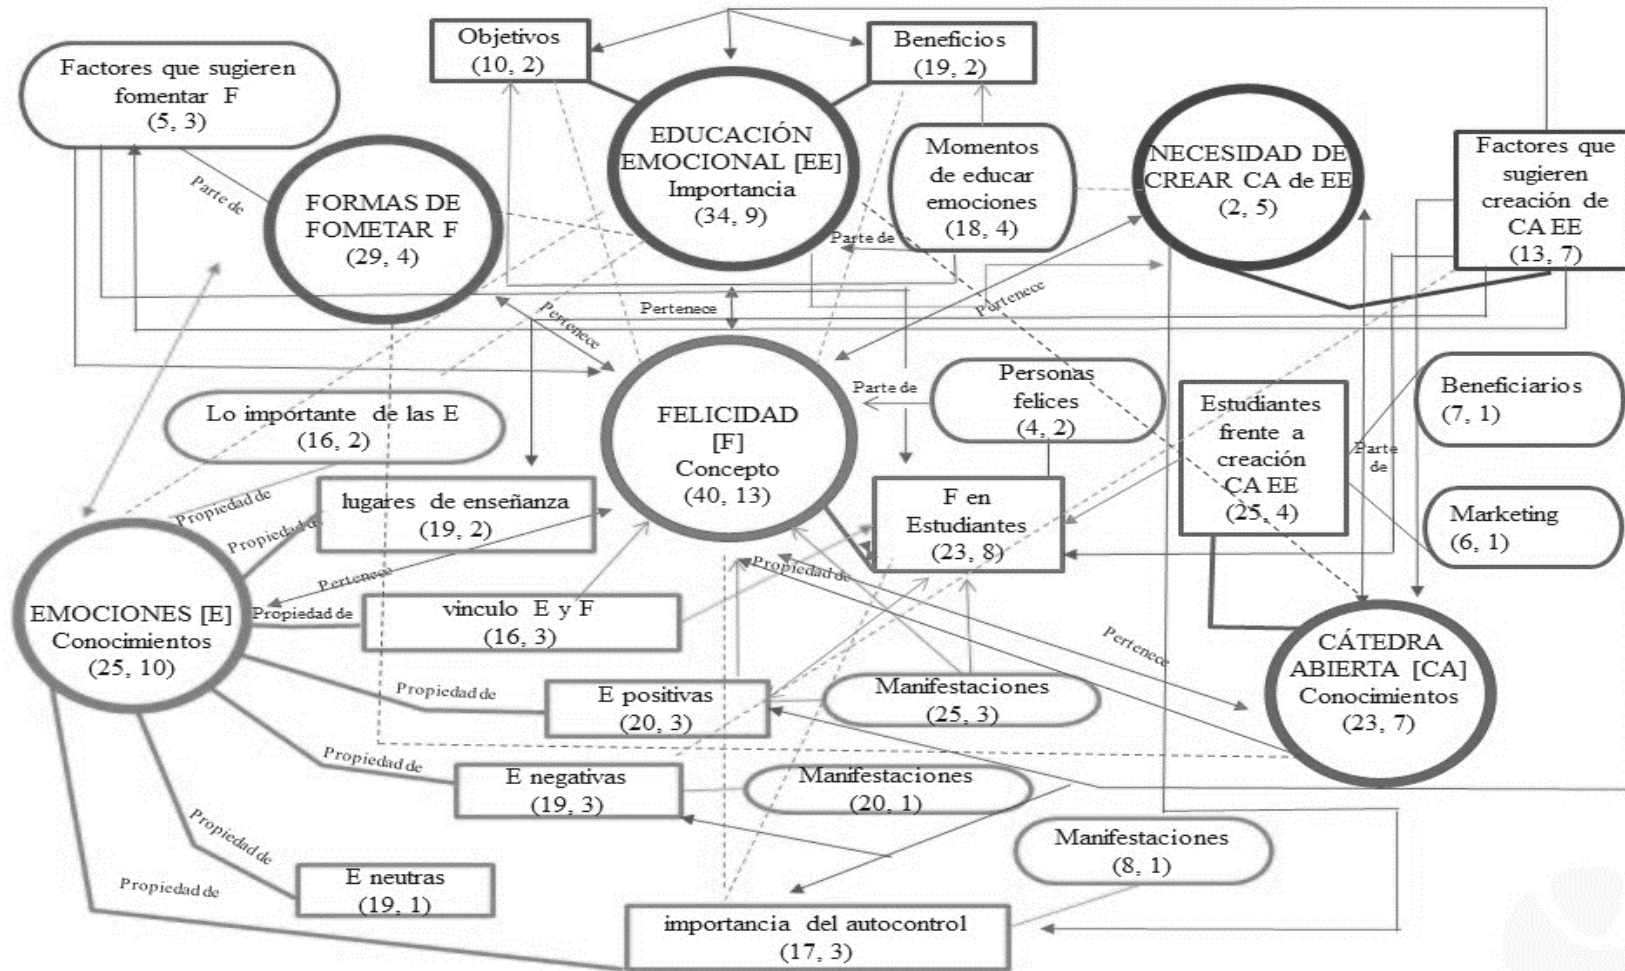 Objetivos
(10, 2)
Beneficios
(19, 2)
Factores que sugieren
fomentar F
(5, 3)
EDUCACIÓN
EMOCIONAL [EE]
Importancia
(34, 9)
Momentos
de educar
emociones
(18, 4)
NECESIDAD DE
CREAR CA de EE
(2, 5)
Factores que
sugieren
creación de
CA EE
(13, 7)
Parte de
FORMAS DE
FOMETAR F
(29, 4)
Parte de
Pertenece
Pertenece
Pertenece
Lo importante de las E
(16, 2)
FELICIDAD
[F]
Concepto
(40, 13)
Parte de
Personas
felices
(4, 2)
Estudiantes
frente a
creación
CA EE
(25, 4)
Beneficiarios
(7, 1)
Parte
de
Marketing
(6, 1)
Propiedad de
Propiedad de
lugares de enseñanza
(19, 2)
F en
Estudiantes
(23, 8)
Pertenece
Propiedad de
EMOCIONES [E]
Conocimientos
(25, 10)
Propiedad de
vinculo E y F
(16, 3)
Pertenece
CÁTEDRA
ABIERTA [CA]
Conocimientos
(23, 7)
Propiedad de
E positivas
(20, 3)
Manifestaciones
(25, 3)
Propiedad de
E negativas
(19, 3)
Manifestaciones
(20, 1)
Propiedad de
Manifestaciones
(8, 1)
E neutras
(19, 1)
Propiedad de
importancia del autocontrol
(17, 3)